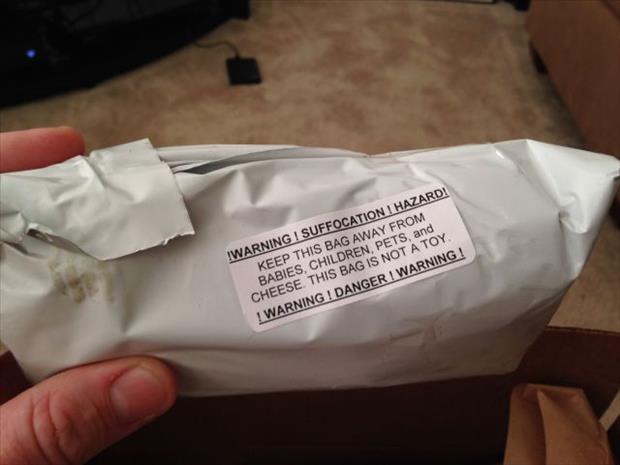 !WARNING ! SUFFOCATION ! HAZARD!
KEEP THIS BAG AWAY FROM
BABIES, CHILDREN, PETS, and
CHEESE. THIS BAG IS NOT A TOY.
! WARNING ! DANGER ! WARNING !